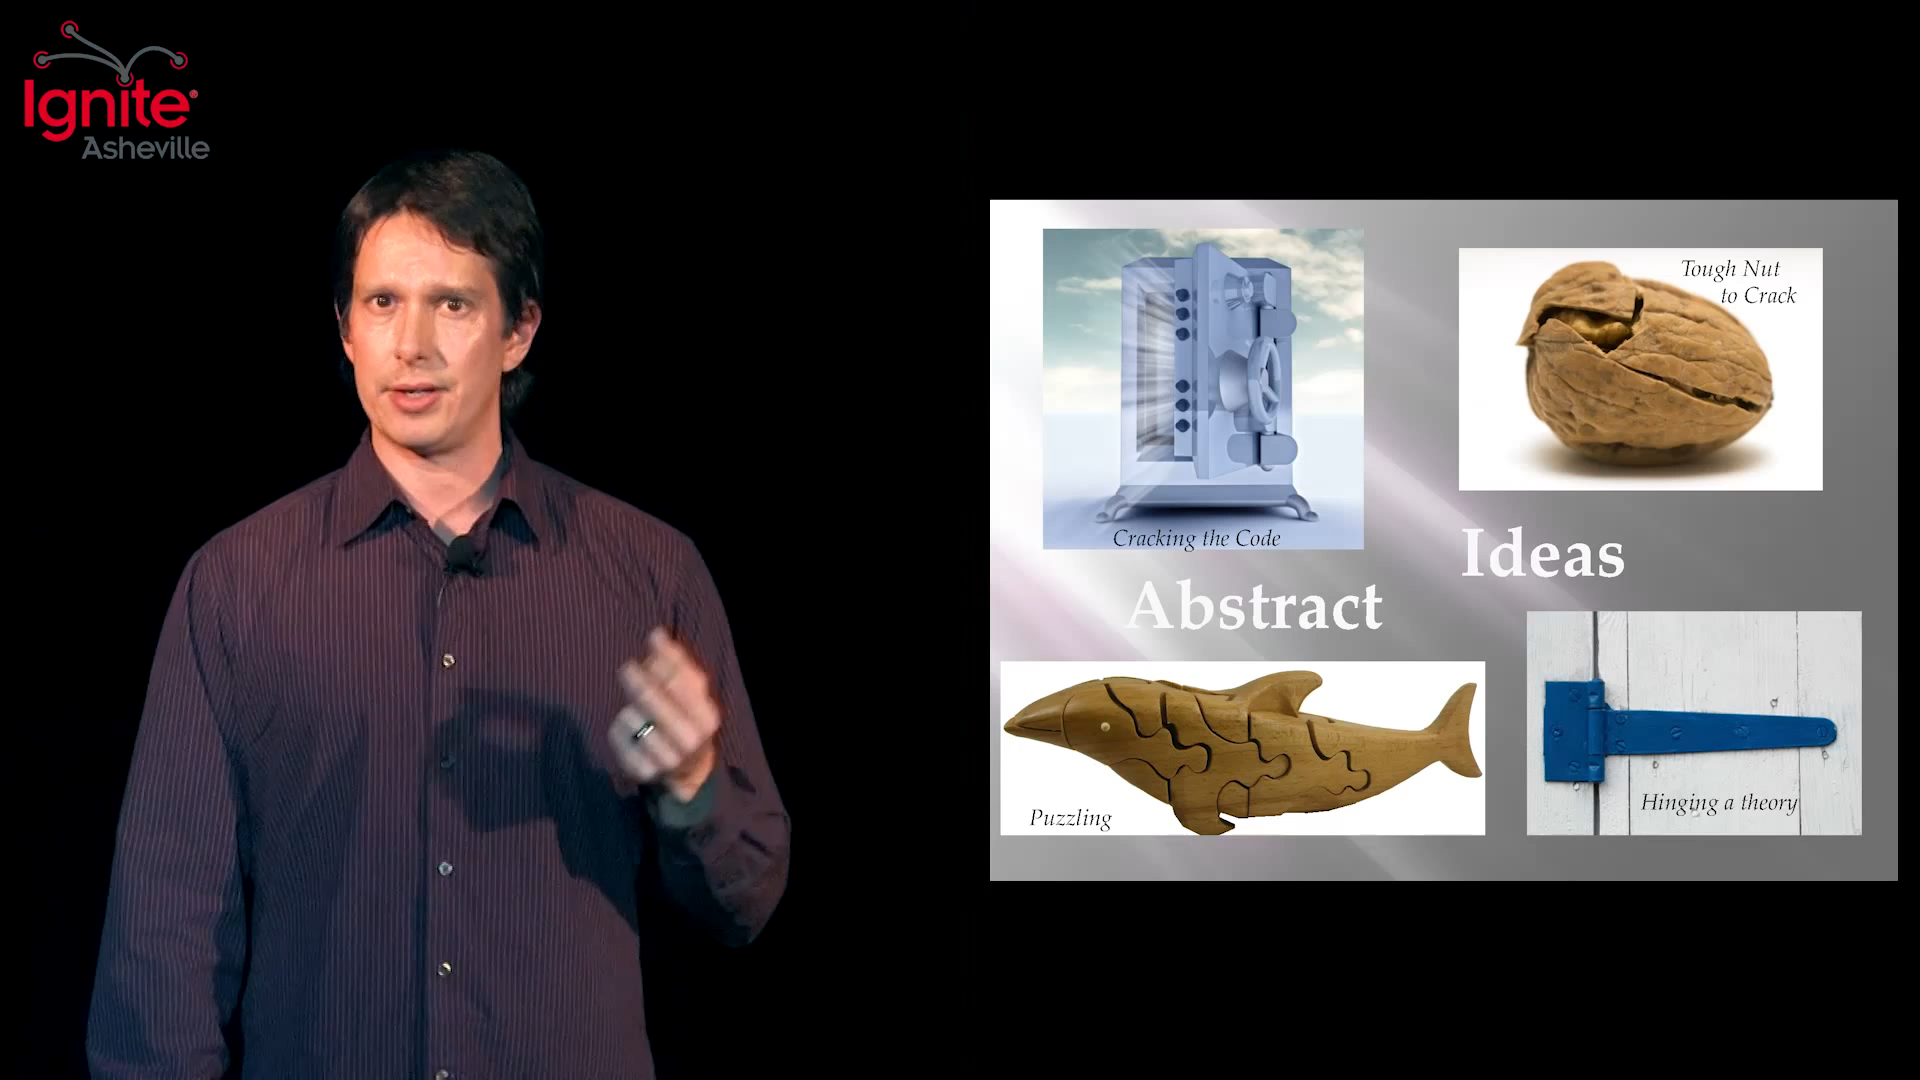 Ignite
Asheville
Tough Nut
to Crack
Cracking the Code
Ideas
Abstract
Puzzling
Hinging a theory